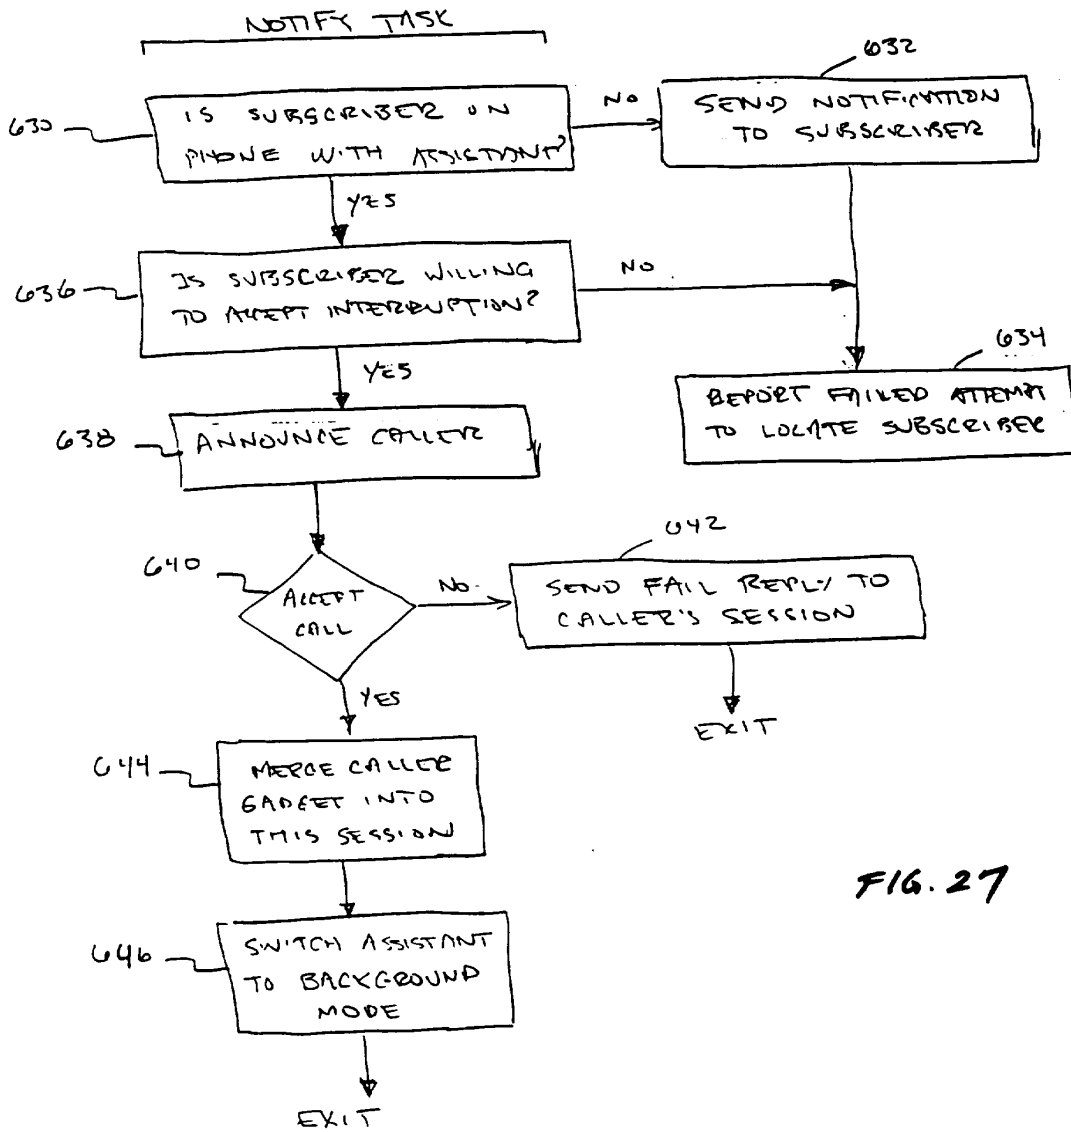 NOTIFY TASK
632
630
IS SUBSCRIBER ON
PHONE WITH ASSISTANT?
NO
SEND NOTIFICATION
TO SUBSCRIBER
YES
636
IS SUBSCRIBER WILLING
TO ACCEPT INTERRUPTION?
NO
634
YES
REPORT FAILED ATTEMPT
TO LOCATE SUBSCRIBER
638
ANNOUNCE CALLER
642
640
ACCEPT
CALL
NO
SEND FAIL REPLY TO
CALLER'S SESSION
YES
EXIT
644
MERGE CALLER
GADGET INTO
THIS SESSION
FIG. 27
646
SWITCH ASSISTANT
TO BACKGROUND
MODE
EXIT